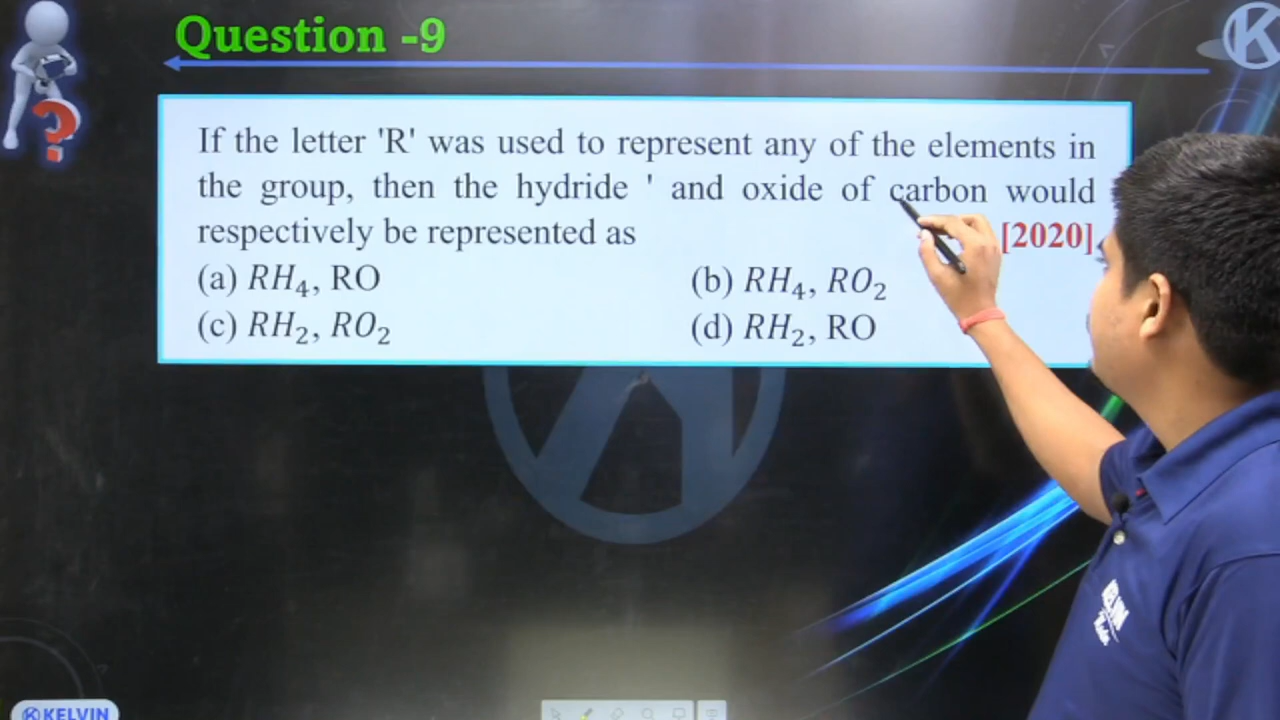 Question -9
If the letter 'R' was used to represent any of the elements in
the group, then the hydride ' and oxide of carbon would
respectively be represented as [2020]
(a) RH₄, RO (b) RH₄, RO₂
(c) RH₂, RO₂ (d) RH₂, RO
KELVIN